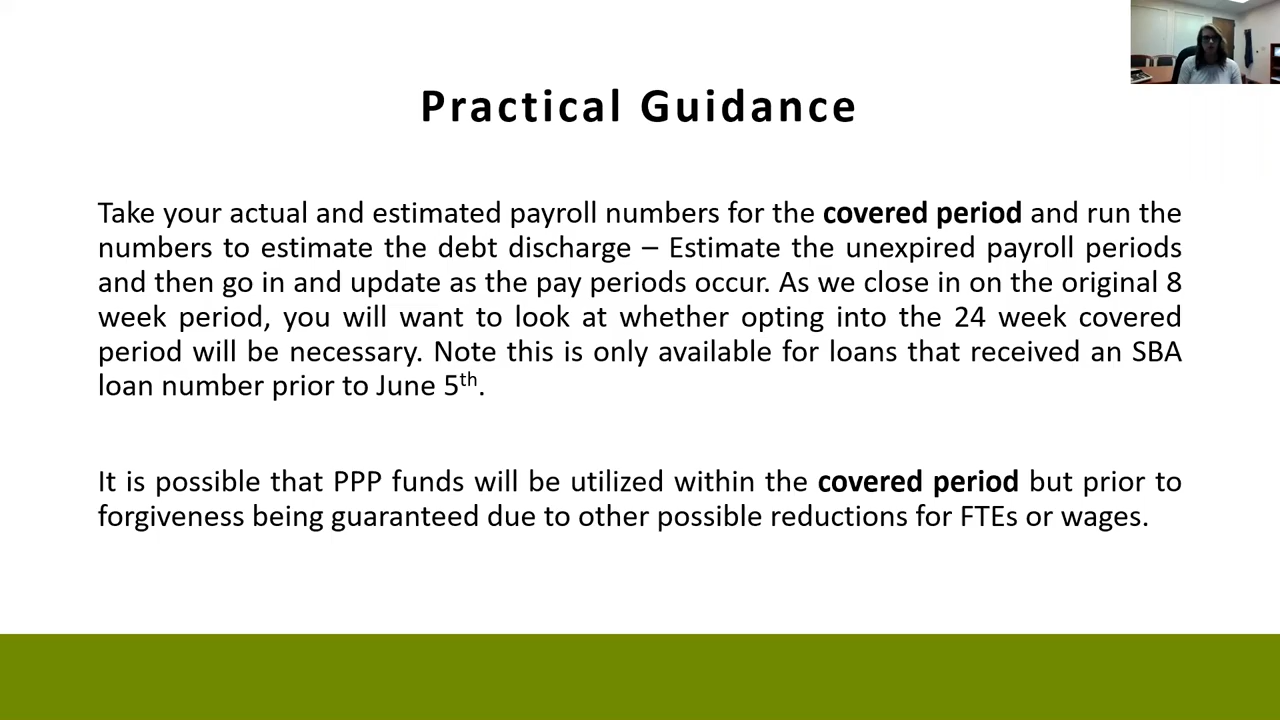 Practical Guidance
Take your actual and estimated payroll numbers for the covered period and run the
numbers to estimate the debt discharge – Estimate the unexpired payroll periods
and then go in and update as the pay periods occur. As we close in on the original 8
week period, you will want to look at whether opting into the 24 week covered
period will be necessary. Note this is only available for loans that received an SBA
loan number prior to June 5th.
It is possible that PPP funds will be utilized within the covered period but prior to
forgiveness being guaranteed due to other possible reductions for FTEs or wages.